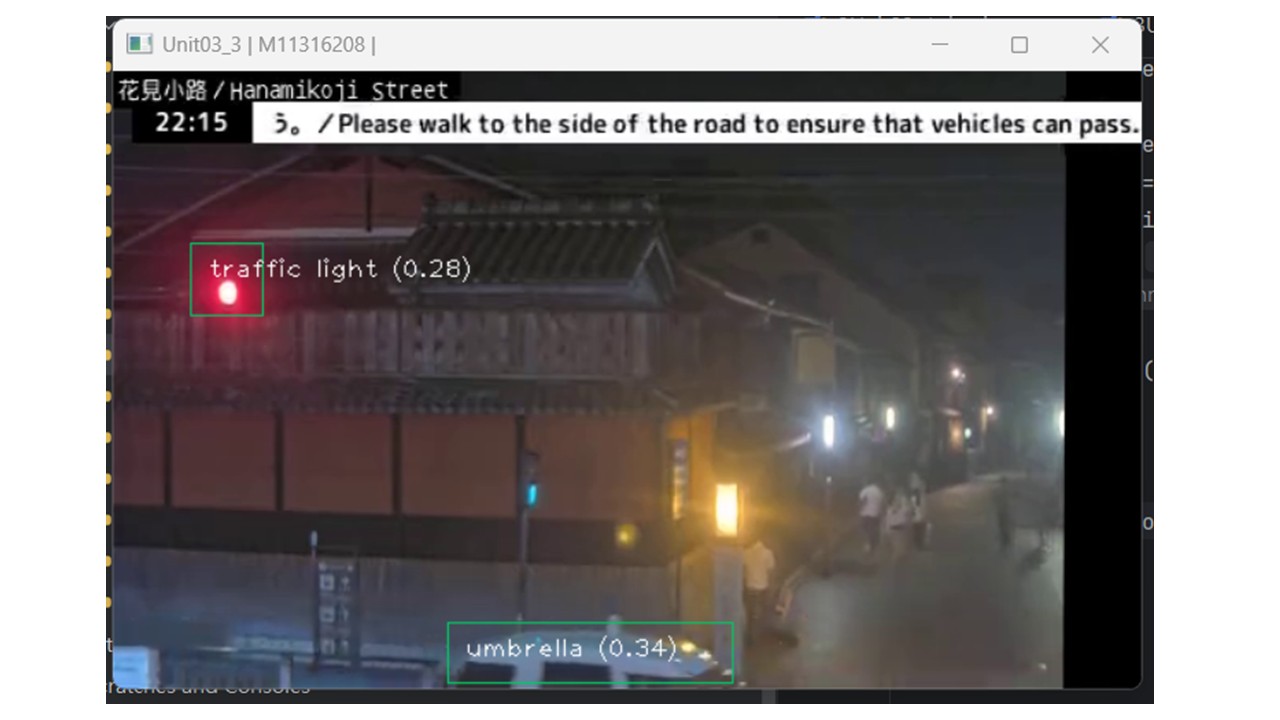 Unit03_3 | M11316208 |
花見小路/Hanamikoji Street
22:15 う。/Please walk to the side of the road to ensure that vehicles can pass.
traffic light (0.28)
umbrella (0.34)